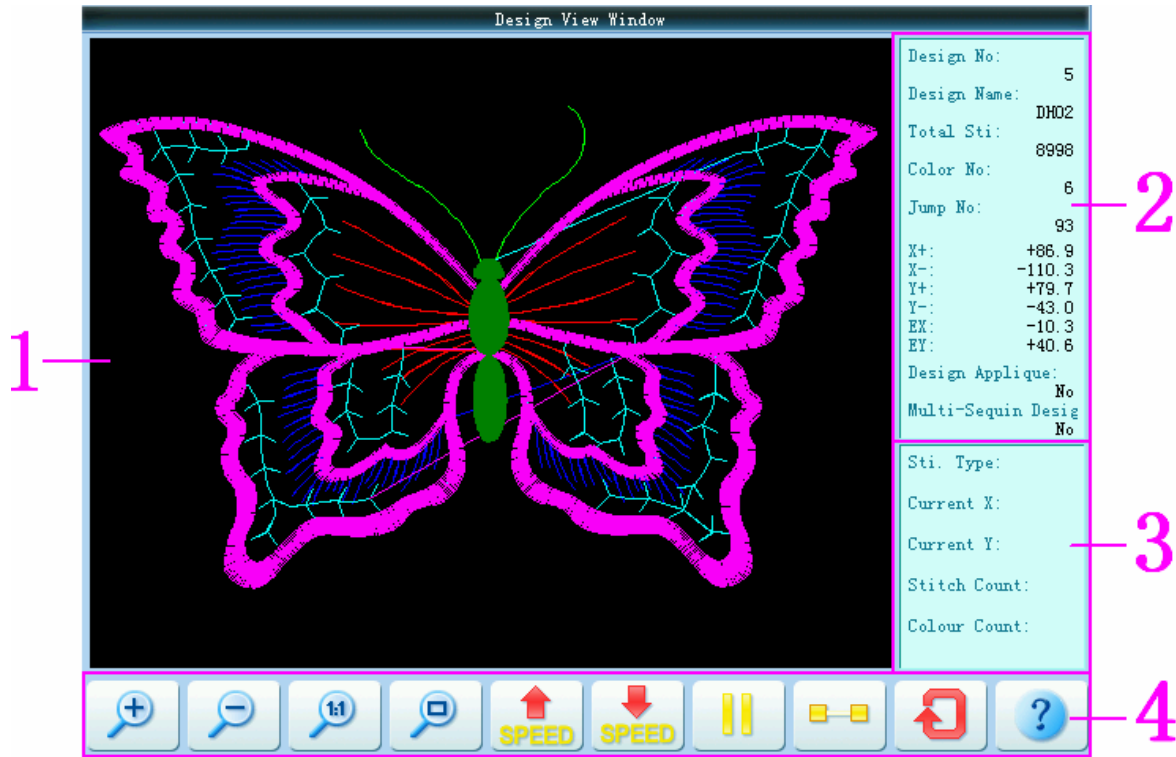 Design View Window
Design No:
5
Design Name:
DH02
Total Sti:
8998
Color No:
6
Jump No:
93
X+: +86.9
X-: -110.3
Y+: +79.7
Y-: -43.0
EX: -10.3
EY: +40.6
Design Applique:
No
Multi-Sequin Desig
No
Sti. Type:
Current X:
Current Y:
Stitch Count:
Colour Count:
1
2
3
4
1:1
SPEED
SPEED
?